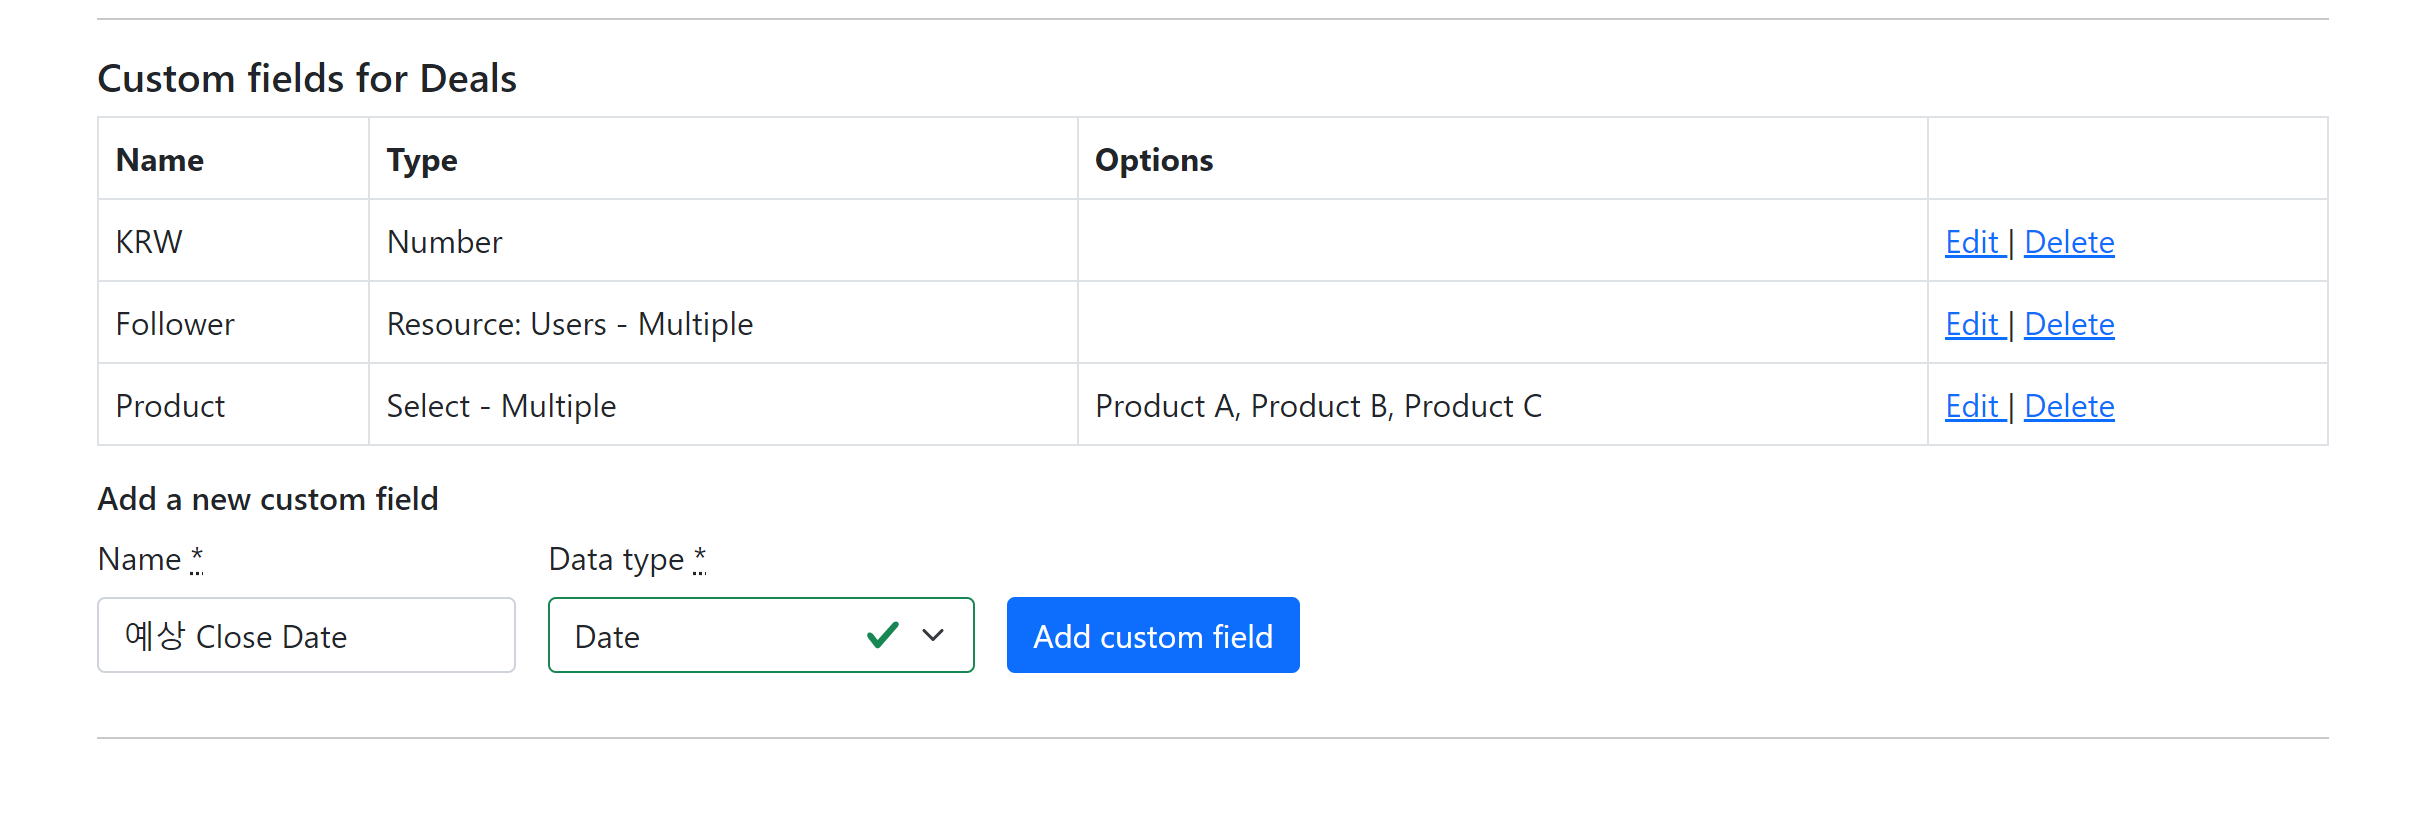 Custom fields for Deals
Name Type Options
KRW Number Edit | Delete
Follower Resource: Users - Multiple Edit | Delete
Product Select - Multiple Product A, Product B, Product C Edit | Delete
Add a new custom field
Name * Data type *
예상 Close Date Date Add custom field